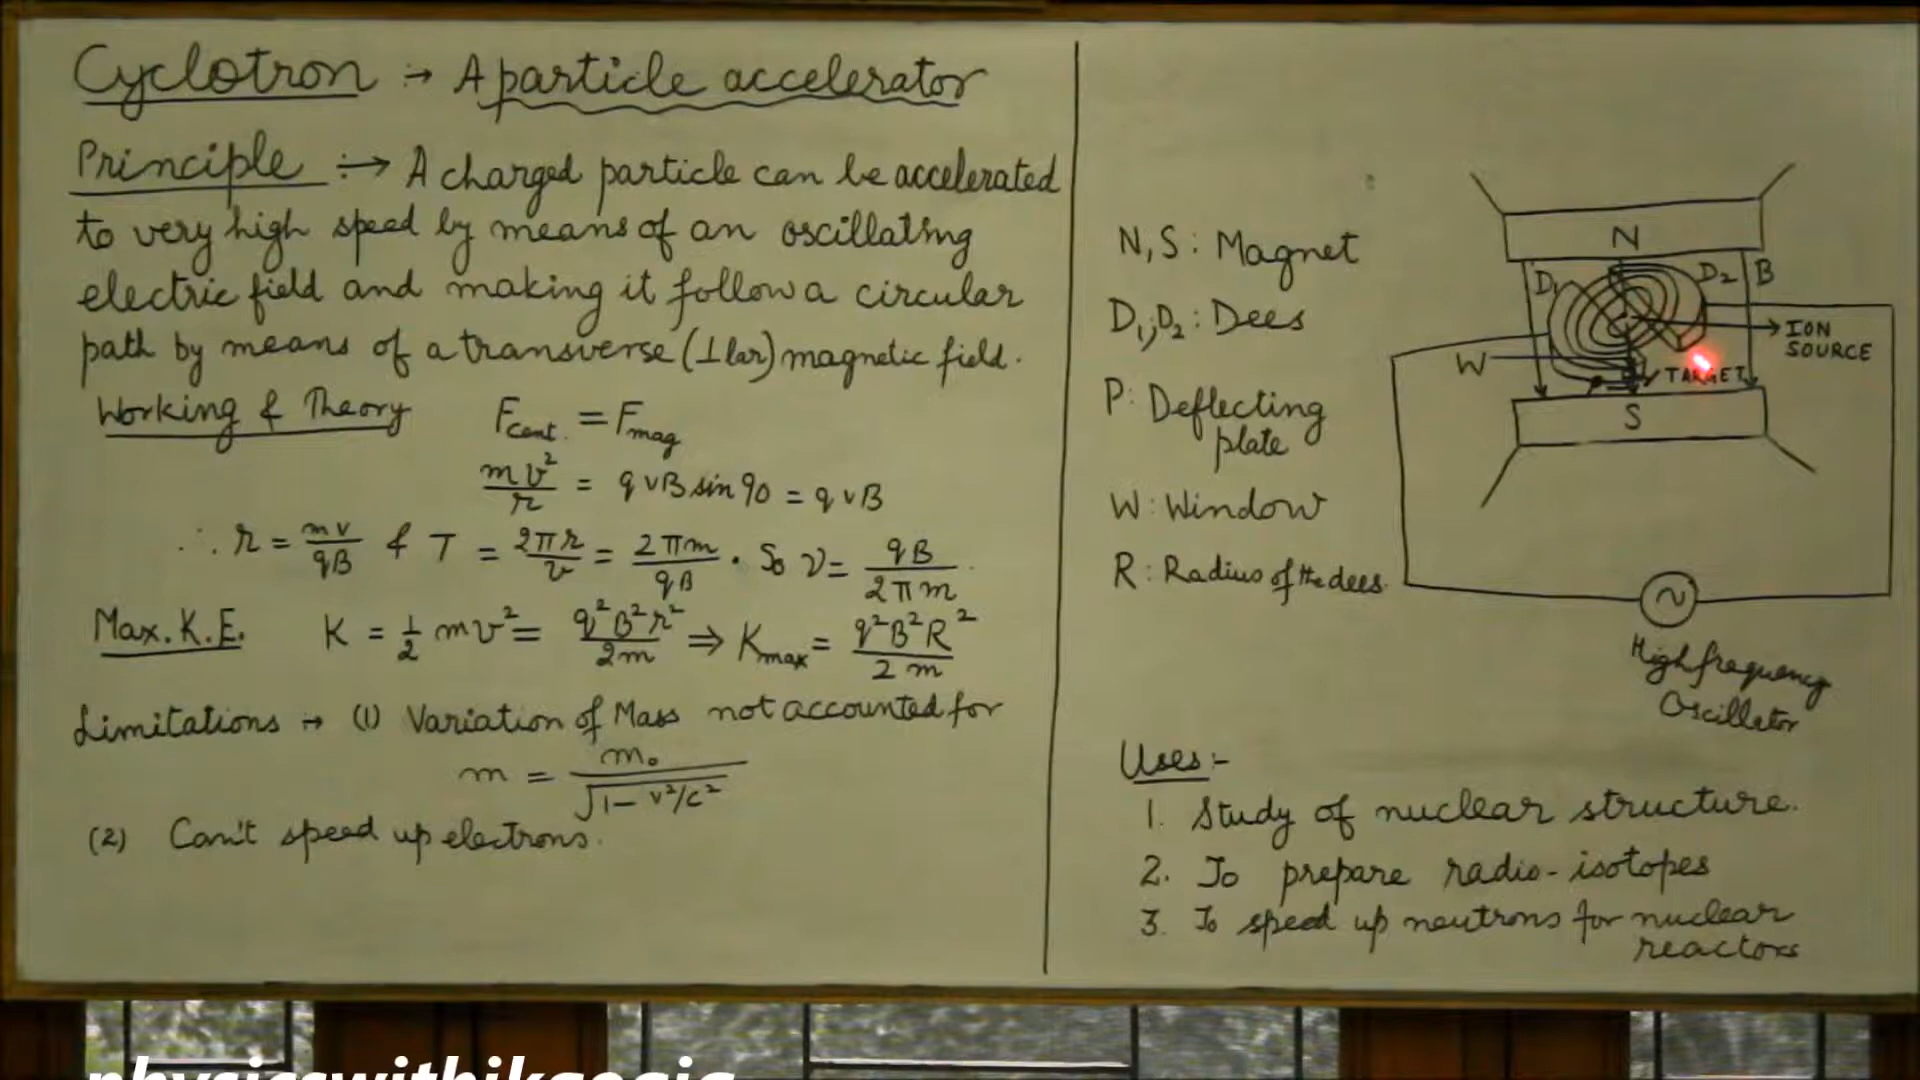 Cyclotron → A particle accelerator
Principle :→ A charged particle can be accelerated
to very high speed by means of an oscillating
electric field and making it follow a circular
path by means of a transverse (⊥lar) magnetic field.
Working & Theory
F_cent. = F_mag
mv²/r = qvB sin 90 = qvB
∴ r = mv/qB & T = 2πr/v = 2πm/qB . So ν = qB/2πm
Max. K.E. K = ½ mv² = q²B²r²/2m ⇒ K_max = q²B²R²/2m
Limitations → (1) Variation of Mass not accounted for
m = m₀/√(1 - v²/c²)
(2) Can't speed up electrons.
N, S : Magnet
D₁, D₂ : Dees
P : Deflecting
plate
W : Window
R : Radius of the dees.
N
D₁
D₂
B
ION
SOURCE
W
P
TARGET
S
~
High frequency
Oscillator
Uses :-
1. Study of nuclear structure.
2. To prepare radio-isotopes
3. To speed up neutrons for nuclear
reactors